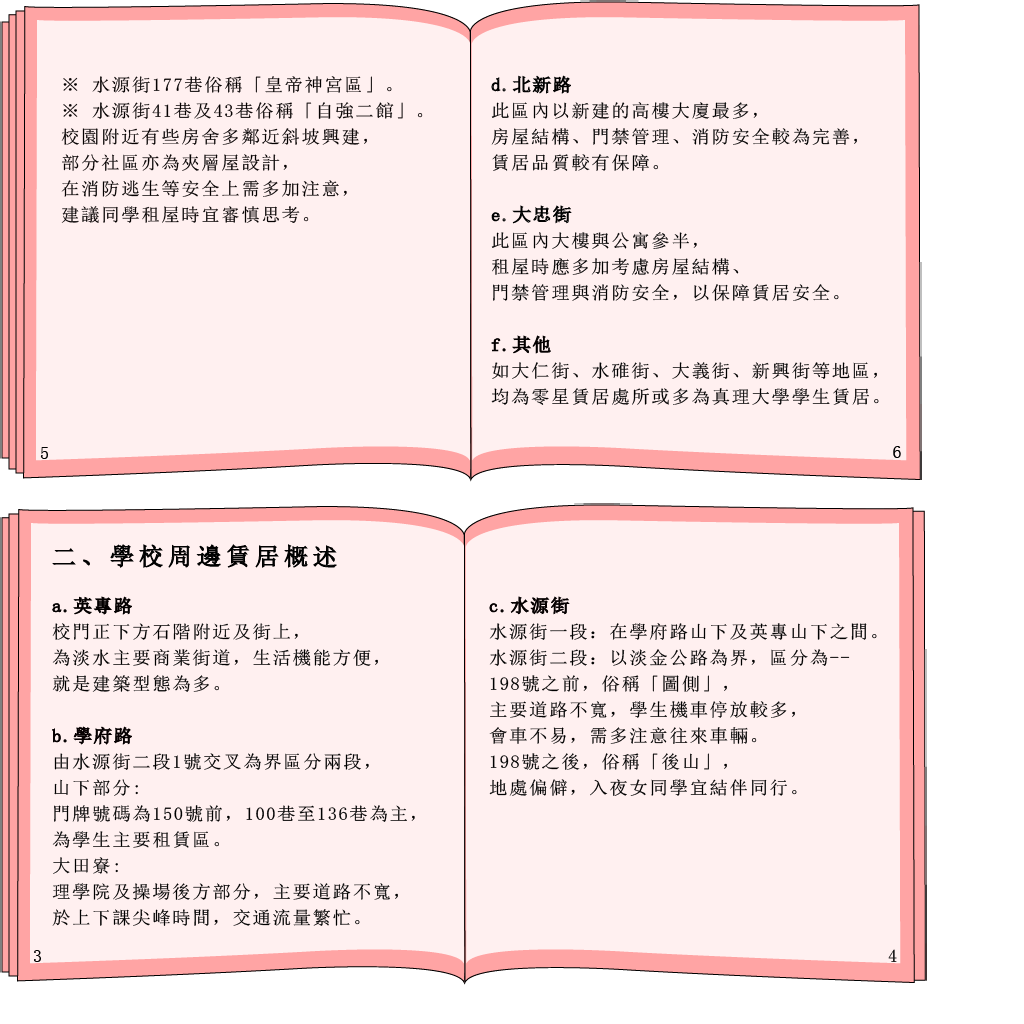 ※ 水源街177巷俗稱「皇帝神宮區」。
※ 水源街41巷及43巷俗稱「自強二館」。
校園附近有些房舍多鄰近斜坡興建，
部分社區亦為夾層屋設計，
在消防逃生等安全上需多加注意，
建議同學租屋時宜審慎思考。
5
d.北新路
此區內以新建的高樓大廈最多，
房屋結構、門禁管理、消防安全較為完善，
賃居品質較有保障。
e.大忠街
此區內大樓與公寓參半，
租屋時應多加考慮房屋結構、
門禁管理與消防安全，以保障賃居安全。
f.其他
如大仁街、水碓街、大義街、新興街等地區，
均為零星賃居處所或多為真理大學學生賃居。
6
二、學校周邊賃居概述
a.英專路
校門正下方石階附近及街上，
為淡水主要商業街道，生活機能方便，
就是建築型態為多。
b.學府路
由水源街二段1號交叉為界區分兩段，
山下部分：
門牌號碼為150號前，100巷至136巷為主，
為學生主要租賃區。
大田寮：
理學院及操場後方部分，主要道路不寬，
於上下課尖峰時間，交通流量繁忙。
3
c.水源街
水源街一段：在學府路山下及英專山下之間。
水源街二段：以淡金公路為界，區分為--
198號之前，俗稱「圖側」，
主要道路不寬，學生機車停放較多，
會車不易，需多注意往來車輛。
198號之後，俗稱「後山」，
地處偏僻，入夜女同學宜結伴同行。
4